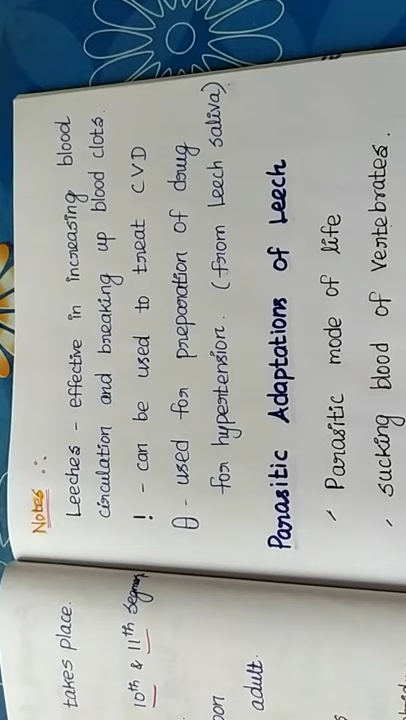 Notes ∴
Leeches - effective in increasing blood
circulation and breaking up blood clots.
! - can be used to treat CVD
θ - used for preparation of drug
for hypertension. (from Leech saliva)
Parasitic Adaptations of Leech
✓ Parasitic mode of life
✓ sucking blood of vertebrates.
takes place.
10th & 11th Segment
adult.